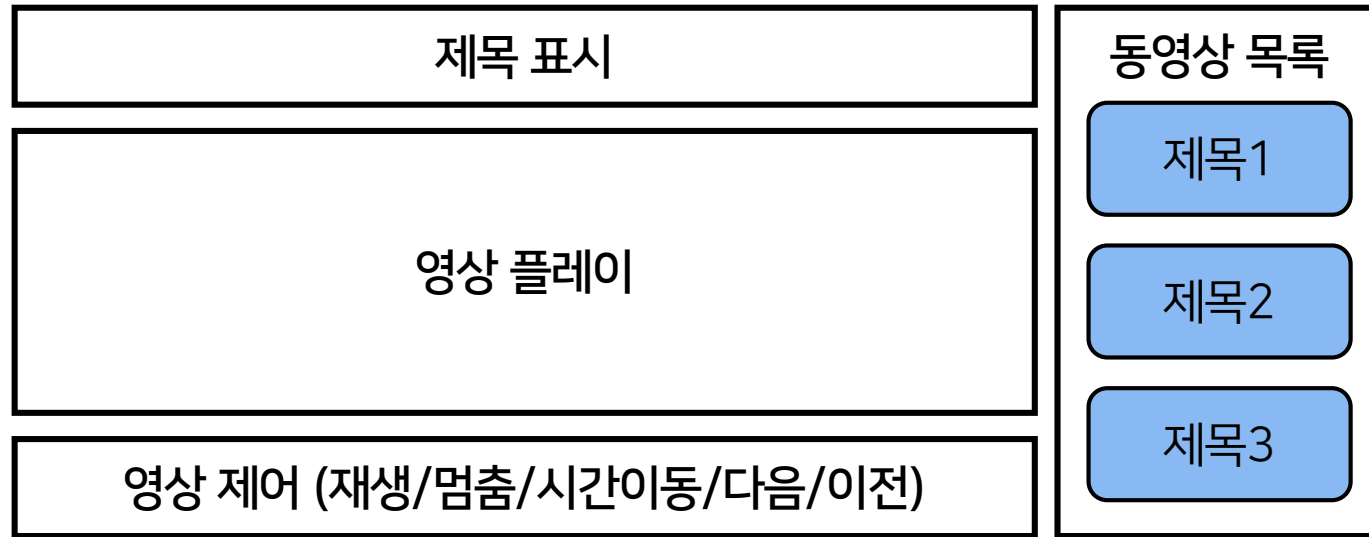 제목 표시
영상 플레이
영상 제어 (재생/멈춤/시간이동/다음/이전)
동영상 목록
제목1
제목2
제목3